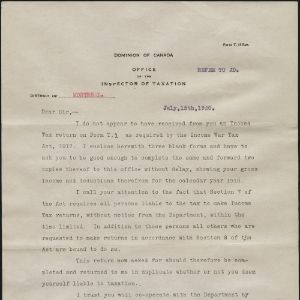 DOMINION OF CANADA
REFER TO JD.
OFFICE
OF THE
INSPECTOR OF TAXATION
DISTRICT OF MONTREAL.
July, 15th, 1920.
Dear Sir,-
I do not appear to have received from you an Income
Tax return on Form T.1 as required by the Income War Tax
Act, 1917. I enclose herewith three blank forms and have to
ask you to be good enough to complete the same and forward two
copies thereof to this office without delay, showing your gross
income and deductions therefrom for the calendar year
I call your attention to the fact that Section 7 of
the Act requires all persons liable to the tax to make Income
Tax returns, without notice from the Department, within the
time limited. In addition to these persons all others who are
requested to make returns in accordance with Section 8 of the
Act are bound to do so.
This return now asked for should therefore be com-
pleted and returned to me in duplicate whether or not you deem
yourself liable to taxation.
I trust you will co-operate with the Department by